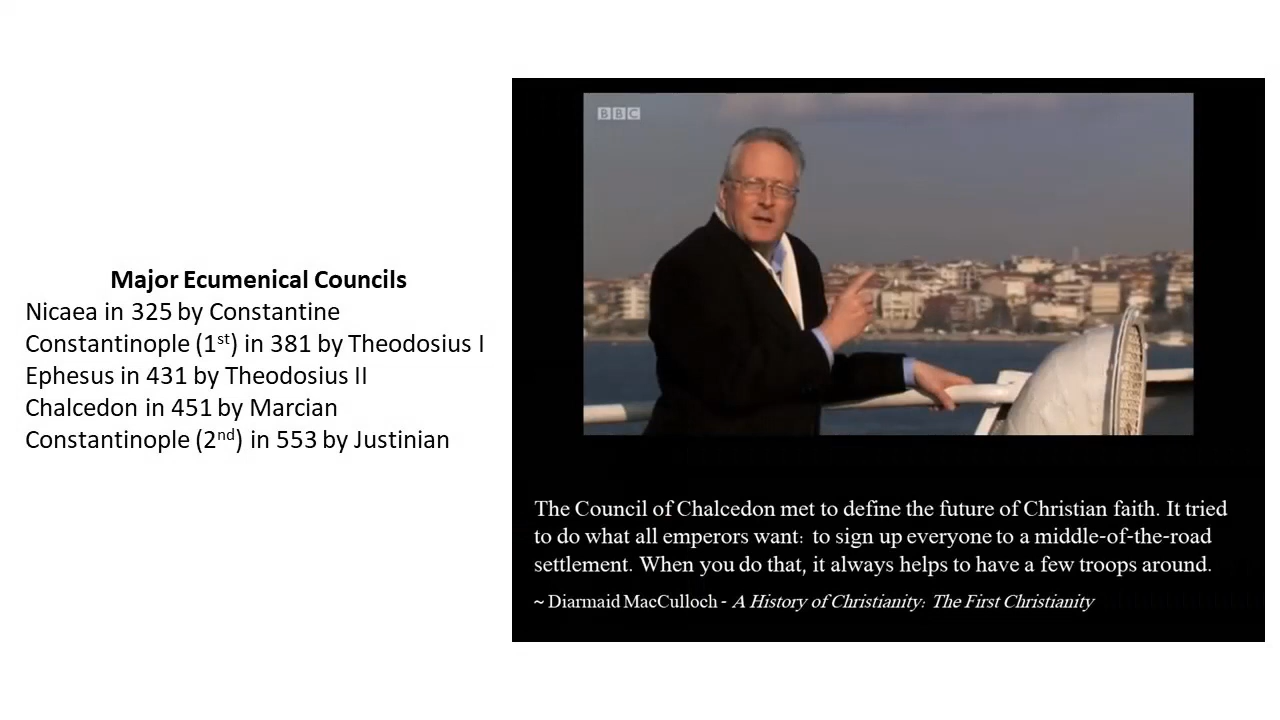 Major Ecumenical Councils
Nicaea in 325 by Constantine
Constantinople (1st) in 381 by Theodosius I
Ephesus in 431 by Theodosius II
Chalcedon in 451 by Marcian
Constantinople (2nd) in 553 by Justinian
BBC
The Council of Chalcedon met to define the future of Christian faith. It tried
to do what all emperors want: to sign up everyone to a middle-of-the-road
settlement. When you do that, it always helps to have a few troops around.
~ Diarmaid MacCulloch - A History of Christianity: The First Christianity